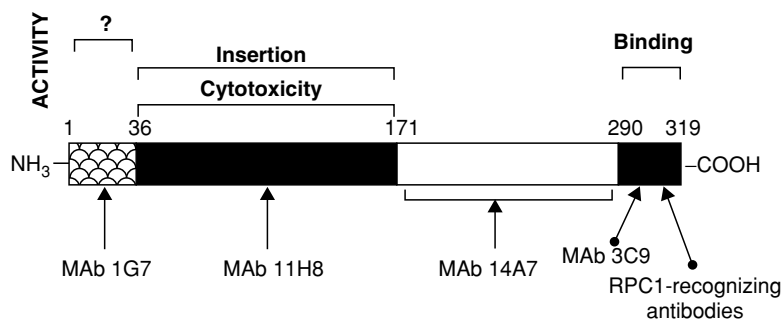 ACTIVITY
?
Insertion
Cytotoxicity
Binding
1 36 171 290 319
NH3 –COOH
MAb 1G7 MAb 11H8 MAb 14A7 MAb 3C9
RPC1-recognizing
antibodies